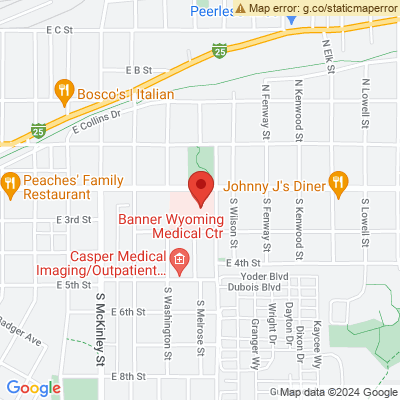 Map error: g.co/staticmaperror
E C St
25
N Elk St
E B St
Bosco's | Italian
N Fenway St
N Kenwood St
N Lowell St
E Collins Dr
25
Peaches' Family
Restaurant
Johnny J's Diner
E 3rd St
Banner Wyoming
Medical Ctr
S Wilson St
S Fenway St
S Kenwood St
S Lowell St
Casper Medical
Imaging/Outpatient...
E 4th St
Yoder Blvd
E 5th St
Dubois Blvd
S McKinley St
S Washington St
S Melrose St
E 6th St
Badger Ave
Granger Wy
Wright Dr
Dayton Dr
Dixon Dr
Kaycee Wy
E 8th St
Google
Map data ©2024 Google